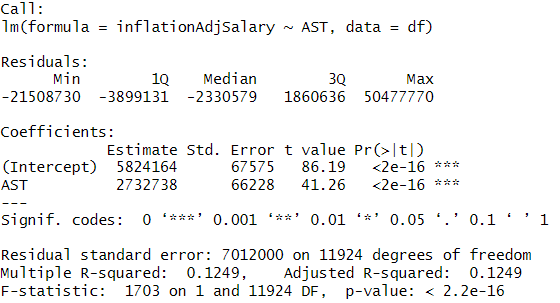 Call:
lm(formula = inflationAdjSalary ~ AST, data = df)
Residuals:
Min 1Q Median 3Q Max
-21508730 -3899131 -2330579 1860636 50477770
Coefficients:
Estimate Std. Error t value Pr(>|t|)
(Intercept) 5824164 67575 86.19 <2e-16 ***
AST 2732738 66228 41.26 <2e-16 ***
---
Signif. codes: 0 ‘***’ 0.001 ‘**’ 0.01 ‘*’ 0.05 ‘.’ 0.1 ‘ ’ 1
Residual standard error: 7012000 on 11924 degrees of freedom
Multiple R-squared: 0.1249, Adjusted R-squared: 0.1249
F-statistic: 1703 on 1 and 11924 DF, p-value: < 2.2e-16